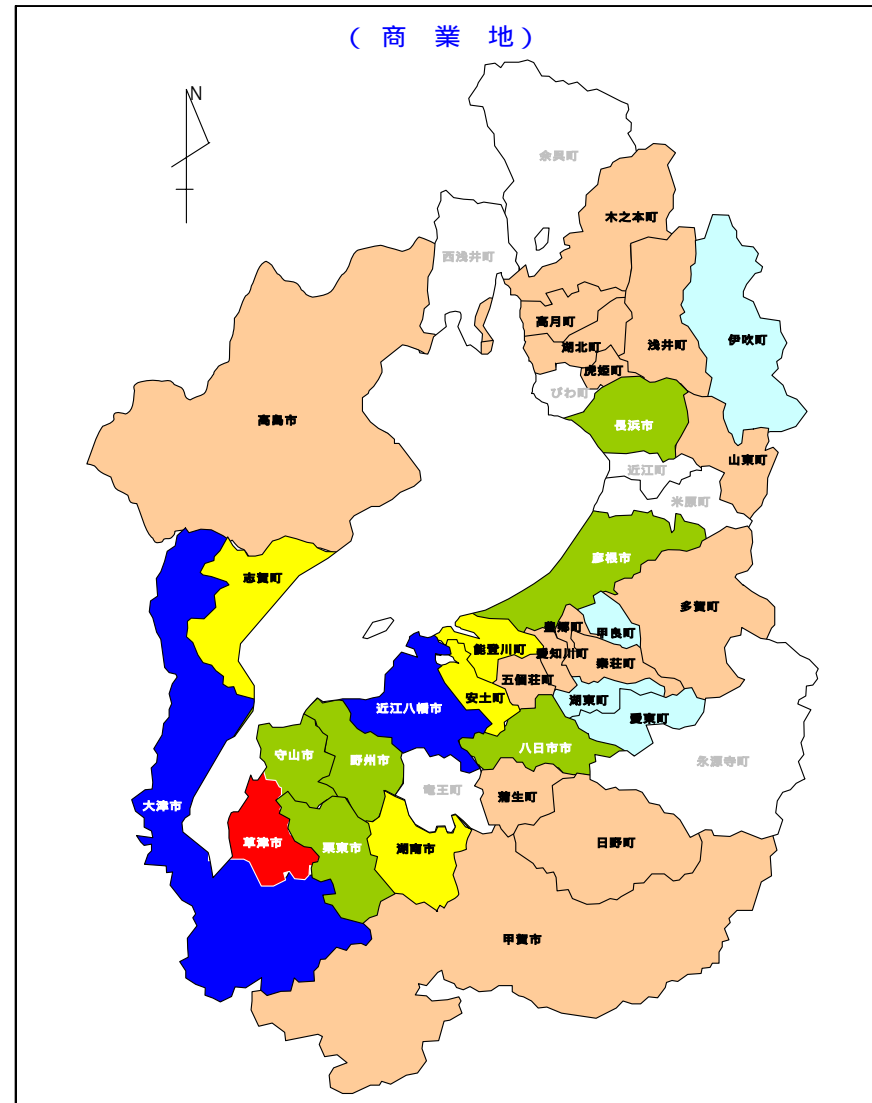 (商業地)
N
余呉町
木之本町
西浅井町
高月町
伊吹町
湖北町
浅井町
虎姫町
びわ町
高島市
長浜市
山東町
近江町
米原町
彦根市
志賀町
多賀町
豊郷町
甲良町
能登川町
愛知川町
秦荘町
五個荘町
安土町
湖東町
近江八幡市
愛東町
守山市
野州市
八日市市
永源寺町
竜王町
蒲生町
大津市
草津市
栗東市
湖南市
日野町
甲賀市